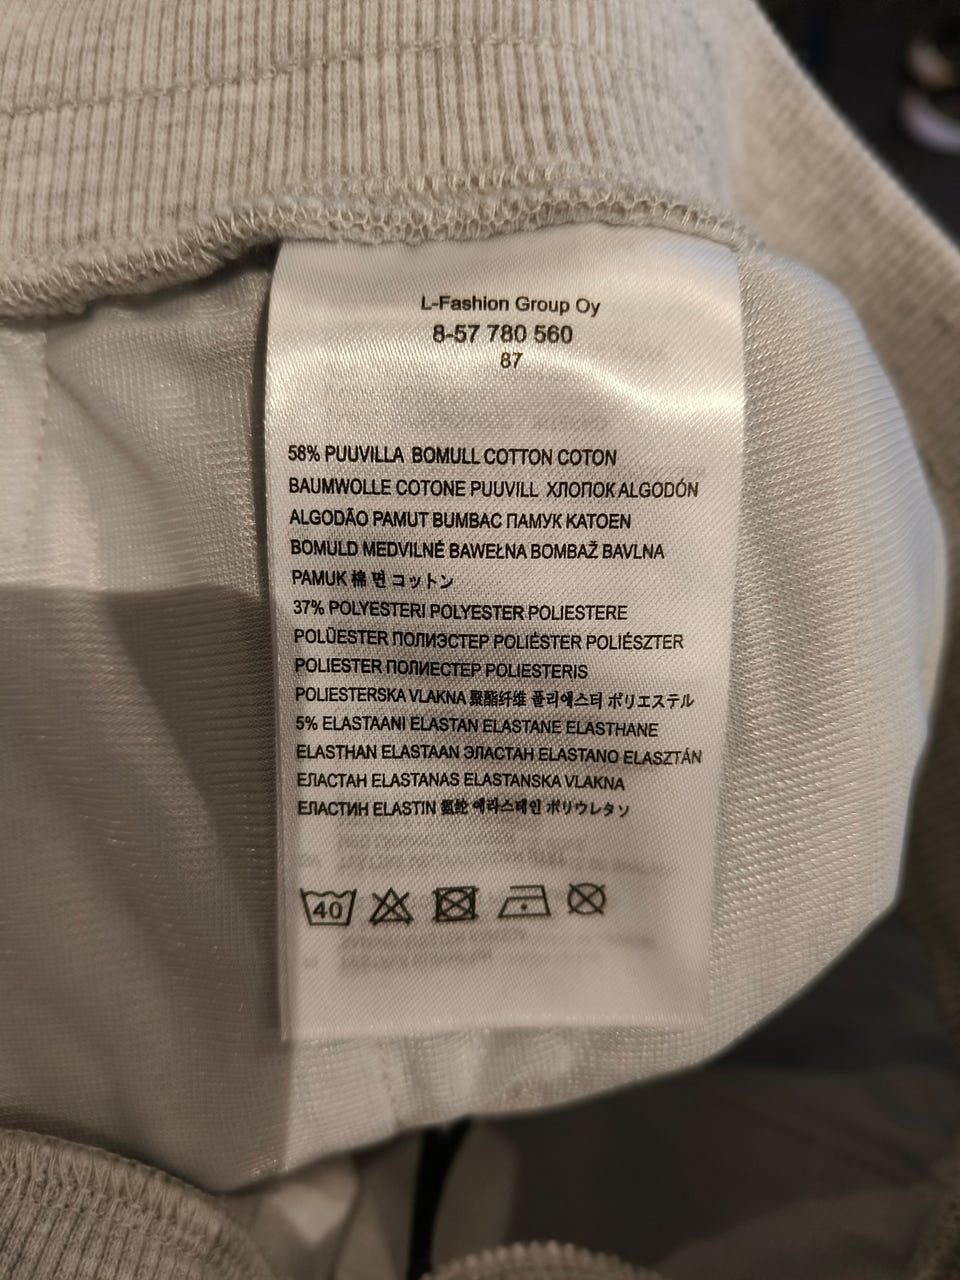 L-Fashion Group Oy
8-57 780 560
87
58% PUUVILLA BOMULL COTTON COTON
BAUMWOLLE COTONE PUUVILL ХЛОПОК ALGODÓN
ALGODÃO PAMUT BUMBAC ПАМУК KATOEN
BOMULD MEDVILNĖ BAWEŁNA BOMBAŽ BAVLNA
PAMUK 棉 면 コットン
37% POLYESTERI POLYESTER POLIESTERE
POLÜESTER ПОЛИЭСТЕР POLIÉSTER POLIÉSZTER
POLIESTER ПОЛИЕСТЕР POLIESTERIS
POLIESTERSKA VLAKNA 聚酯纤维 폴리에스터 ポリエステル
5% ELASTAANI ELASTAN ELASTANE ELASTHANE
ELASTHAN ELASTAAN ЭЛАСТАН ELASTANO ELASZTÁN
ЕЛАСТАН ELASTANAS ELASTANSKA VLAKNA
ЕЛАСТИН ELASTIN 氨纶 에라스테인 ポリウレタン
40